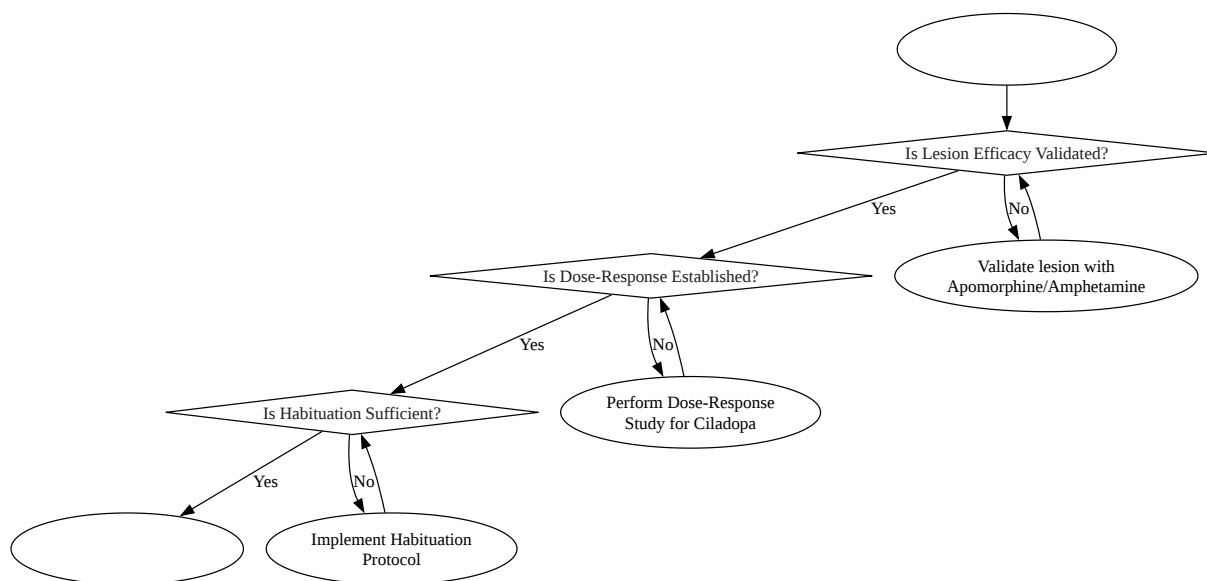 Is Lesion Efficacy Validated?
Yes
No
Validate lesion with
Apomorphine/Amphetamine
Is Dose-Response Established?
Yes
No
Perform Dose-Response
Study for Ciladopa
Is Habituation Sufficient?
Yes
No
Implement Habituation
Protocol